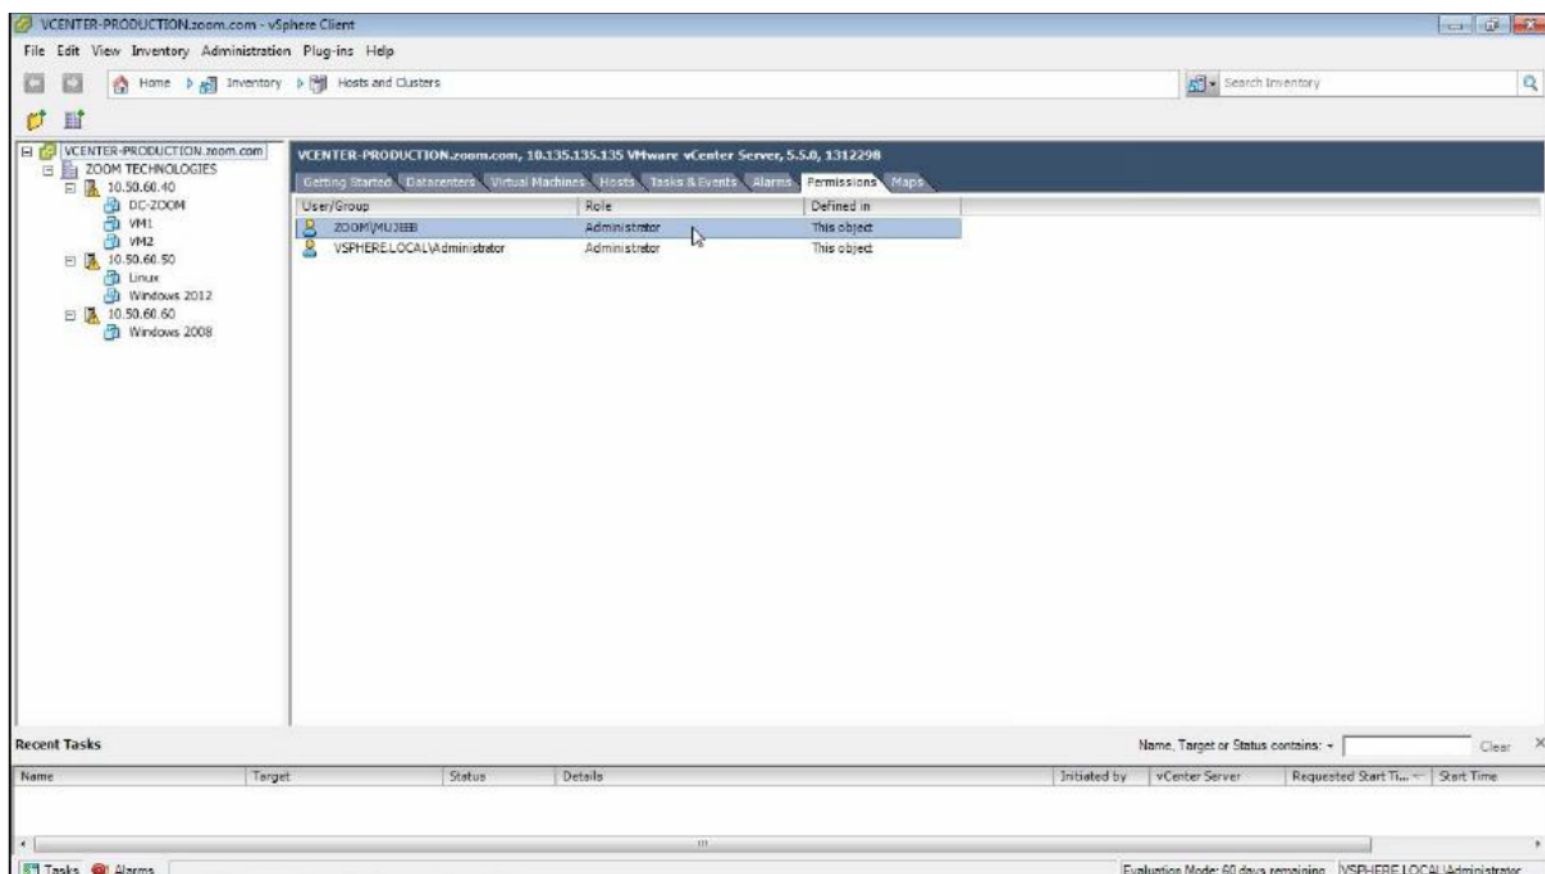 VCENTER-PRODUCTION.zoom.com - vSphere Client
File Edit View Inventory Administration Plug-ins Help
Home Inventory Hosts and Clusters
Search Inventory
VCENTER-PRODUCTION.zoom.com
ZOOM TECHNOLOGIES
10.50.60.40
DC-ZOOM
VM1
VM2
10.50.60.50
Linux
Windows 2012
10.50.60.60
Windows 2008
VCENTER-PRODUCTION.zoom.com, 10.135.135.135 VMware vCenter Server, 5.5.0, 1312298
Getting Started Datacenters Virtual Machines Hosts Tasks & Events Alarms Permissions Maps
User/Group Role Defined in
ZOOM\MUJEEB Administrator This object
VSPHERE.LOCAL\Administrator Administrator This object
Recent Tasks
Name, Target or Status contains: Clear
Name Target Status Details Initiated by vCenter Server Requested Start Ti... Start Time
Tasks Alarms
Evaluation Mode: 60 days remaining VSPHERE.LOCAL\Administrator